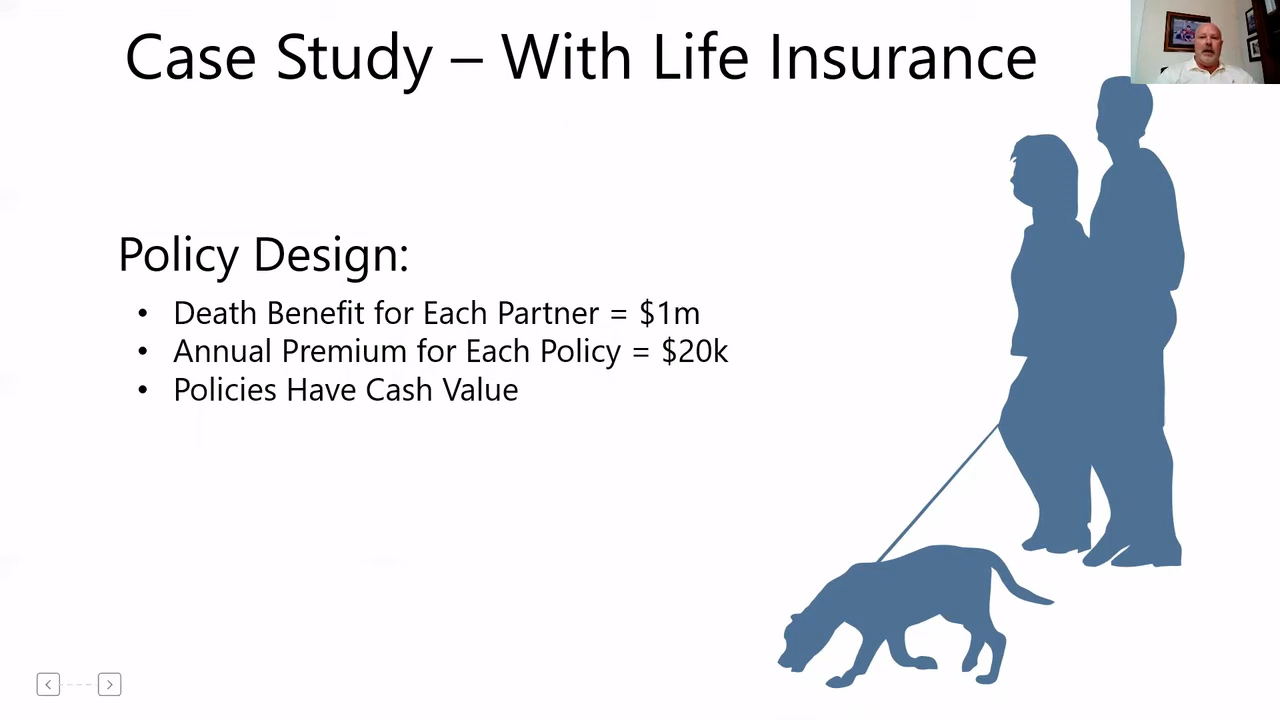 Case Study – With Life Insurance
Policy Design:
• Death Benefit for Each Partner = $1m
• Annual Premium for Each Policy = $20k
• Policies Have Cash Value